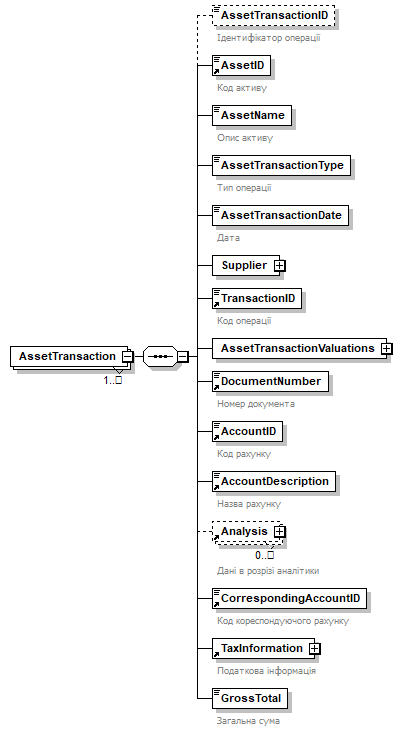 AssetTransactionID
Ідентифікатор операції
AssetID
Код активу
AssetName
Опис активу
AssetTransactionType
Тип операції
AssetTransactionDate
Дата
Supplier
TransactionID
Код операції
AssetTransactionValuations
AssetTransaction
1..
DocumentNumber
Номер документа
AccountID
Код рахунку
AccountDescription
Назва рахунку
Analysis
0..
Дані в розрізі аналітики
CorrespondingAccountID
Код кореспондуючого рахунку
TaxInformation
Податкова інформація
GrossTotal
Загальна сума